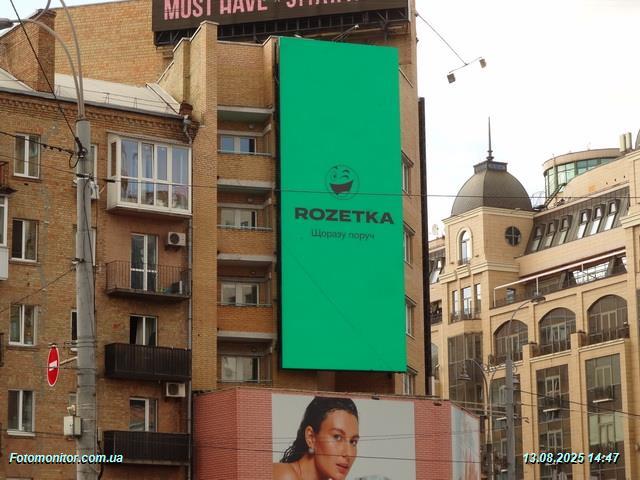 MUST HAVE
ROZETKA
Щоразу поруч
Fotomonitor.com.ua
13.08.2025 14:47